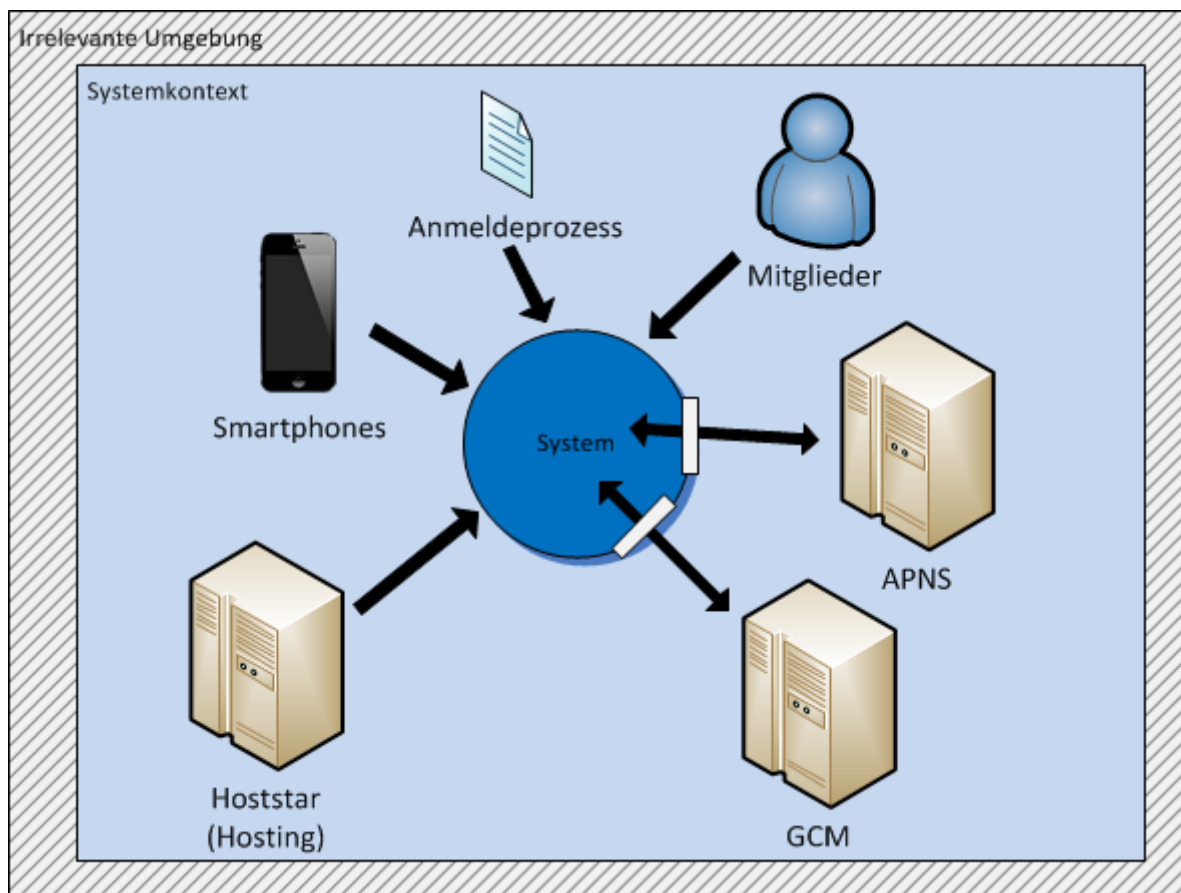 Irrelevante Umgebung
Systemkontext
Anmeldeprozess
Mitglieder
Smartphones
System
APNS
Hoststar
(Hosting)
GCM